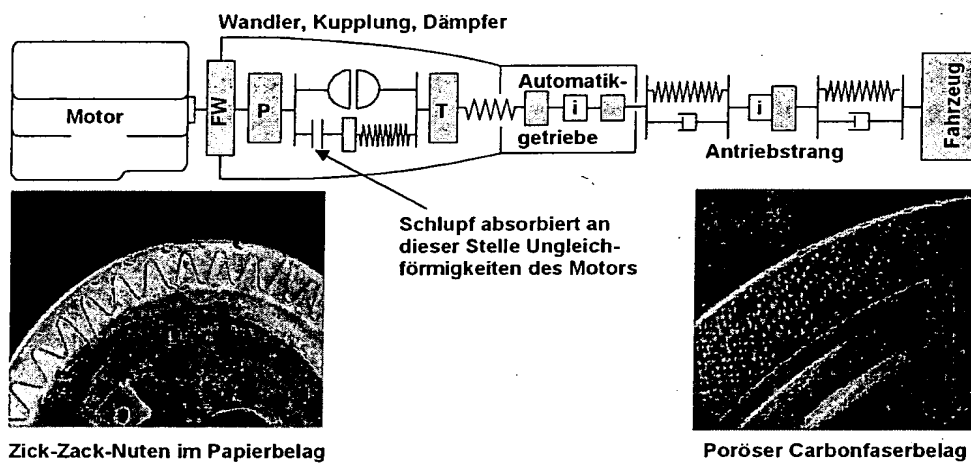 Wandler, Kupplung, Dämpfer
Motor
FW
P
T
Automatik-
getriebe
i
i
Antriebstrang
Fahrzeug
Schlupf absorbiert an
dieser Stelle Ungleich-
förmigkeiten des Motors
Zick-Zack-Nuten im Papierbelag
Poröser Carbonfaserbelag